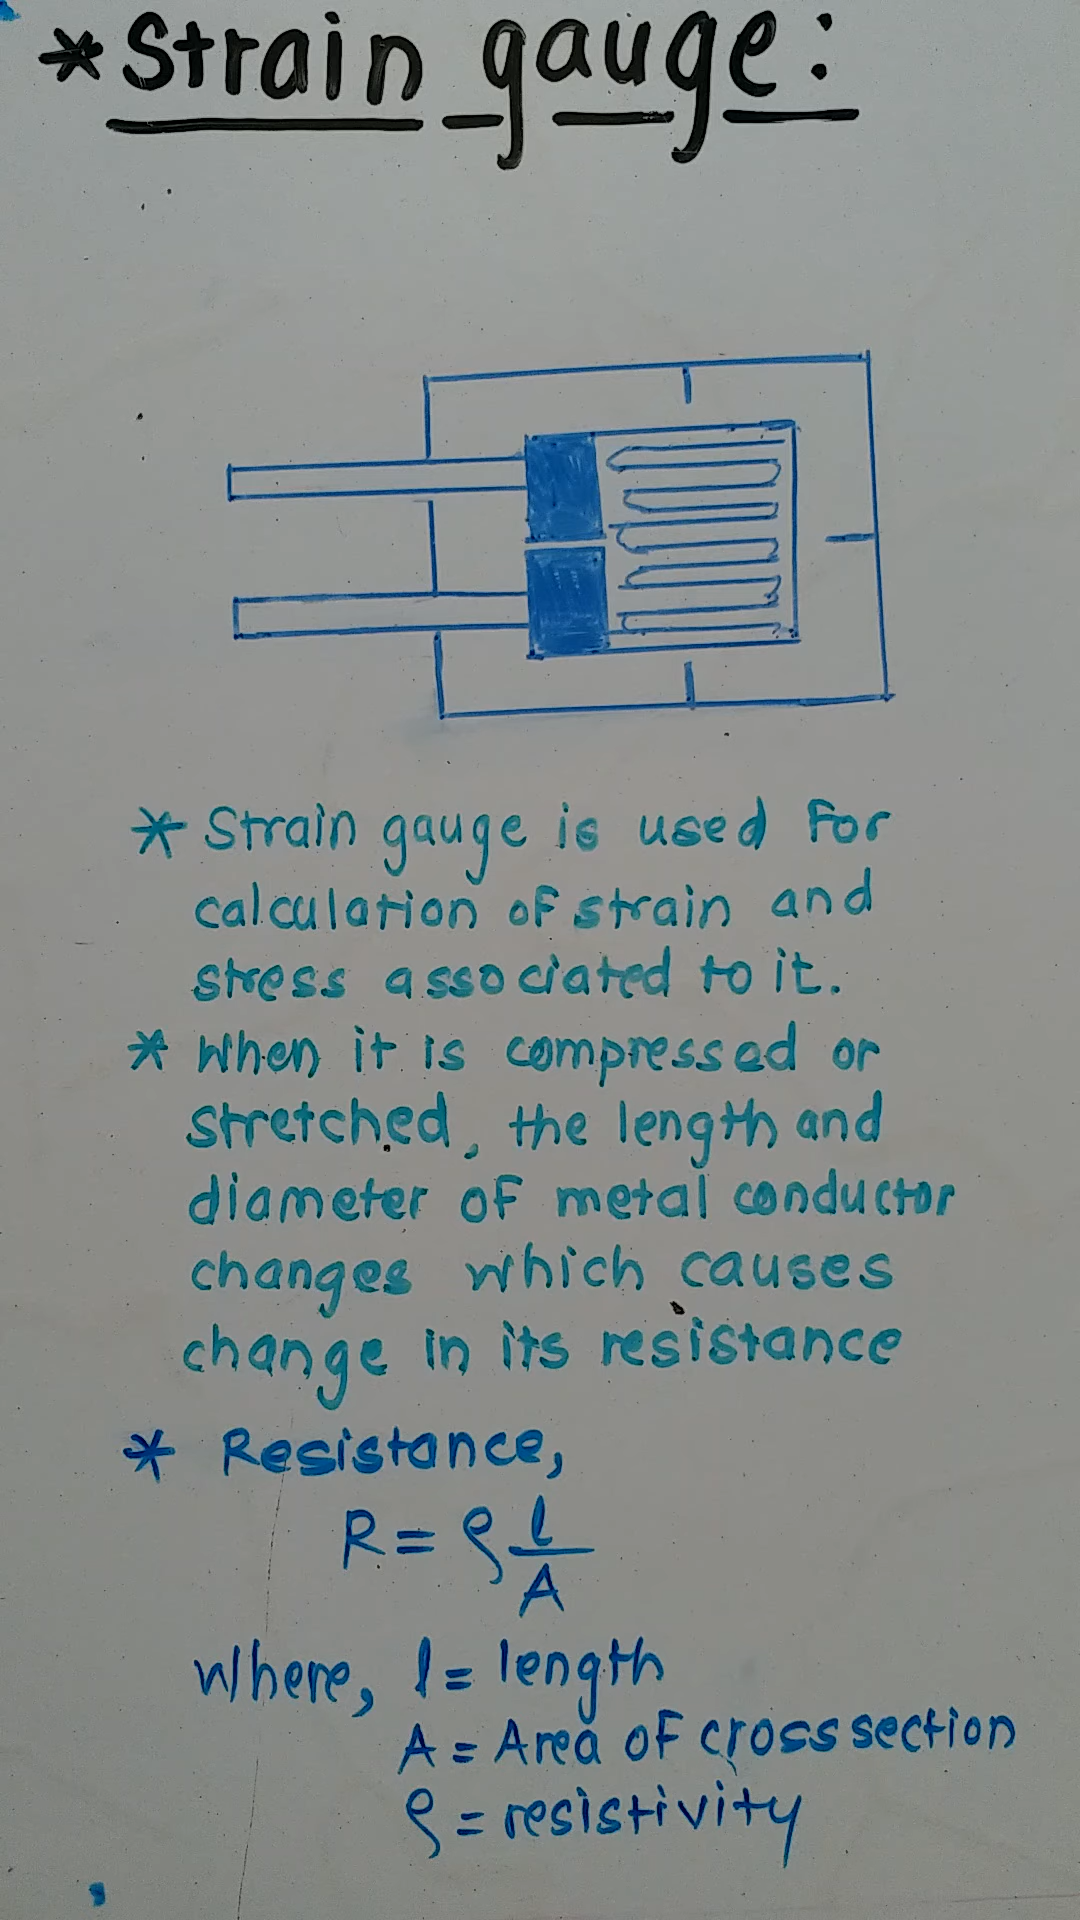 *Strain gauge:
* Strain gauge is used for
calculation of strain and
stress associated to it.
* When it is compressed or
stretched, the length and
diameter of metal conductor
changes which causes
change in its resistance
* Resistance,
R = ρ l/A
where, l = length
A = Area of cross section
ρ = resistivity